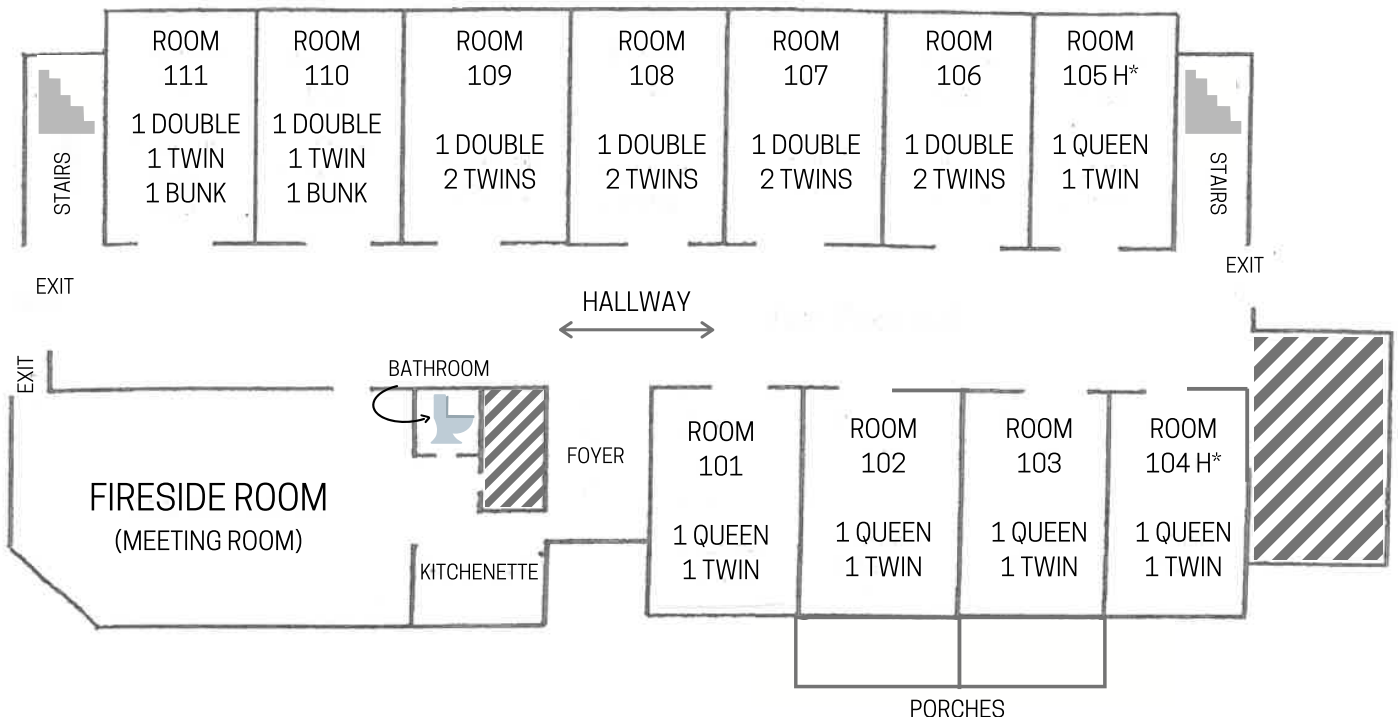 ROOM
111
1 DOUBLE
1 TWIN
1 BUNK
ROOM
110
1 DOUBLE
1 TWIN
1 BUNK
ROOM
109
1 DOUBLE
2 TWINS
ROOM
108
1 DOUBLE
2 TWINS
ROOM
107
1 DOUBLE
2 TWINS
ROOM
106
1 DOUBLE
2 TWINS
ROOM
105 H*
1 QUEEN
1 TWIN
STAIRS
STAIRS
EXIT
EXIT
HALLWAY
EXIT
BATHROOM
FOYER
FIRESIDE ROOM
(MEETING ROOM)
KITCHENETTE
ROOM
101
1 QUEEN
1 TWIN
ROOM
102
1 QUEEN
1 TWIN
ROOM
103
1 QUEEN
1 TWIN
ROOM
104 H*
1 QUEEN
1 TWIN
PORCHES